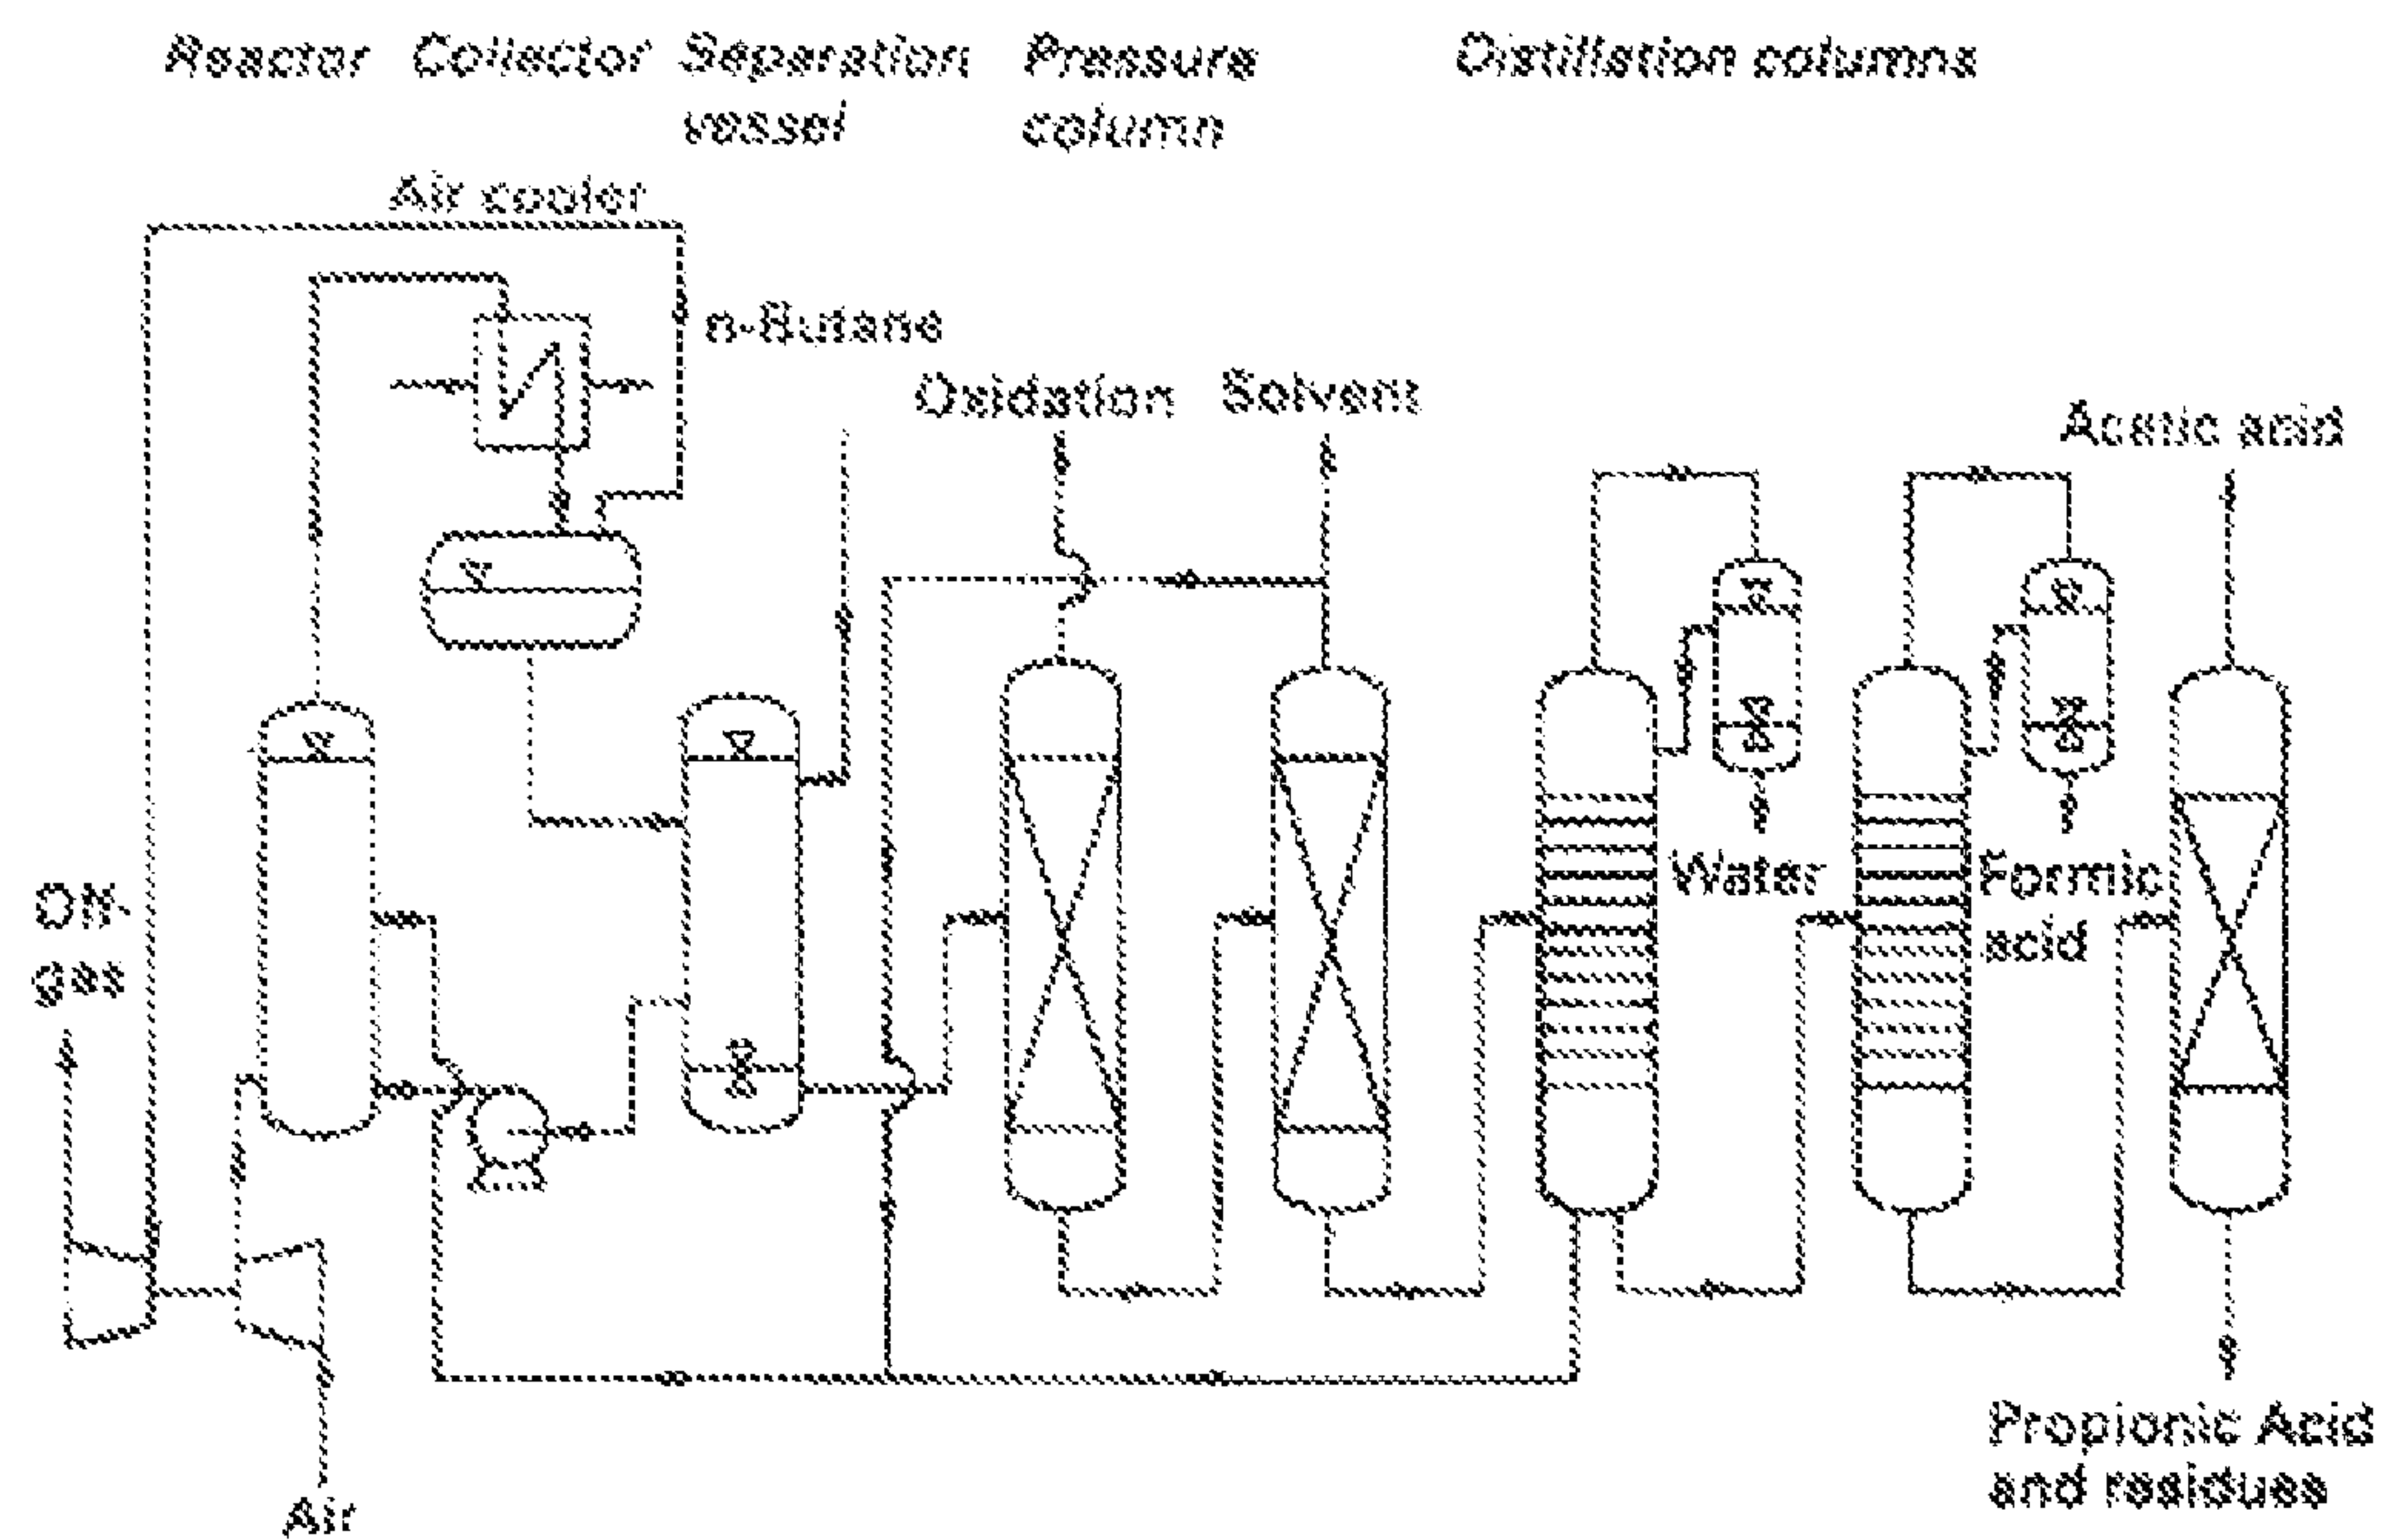 Reactor Collector Separation vessel Pressure column Distillation columns
Air cooler
n-Butane
Oxidation Solvent
Acetic acid
Off-gas
Water
Formic acid
Air
Propionic Acid
and residues